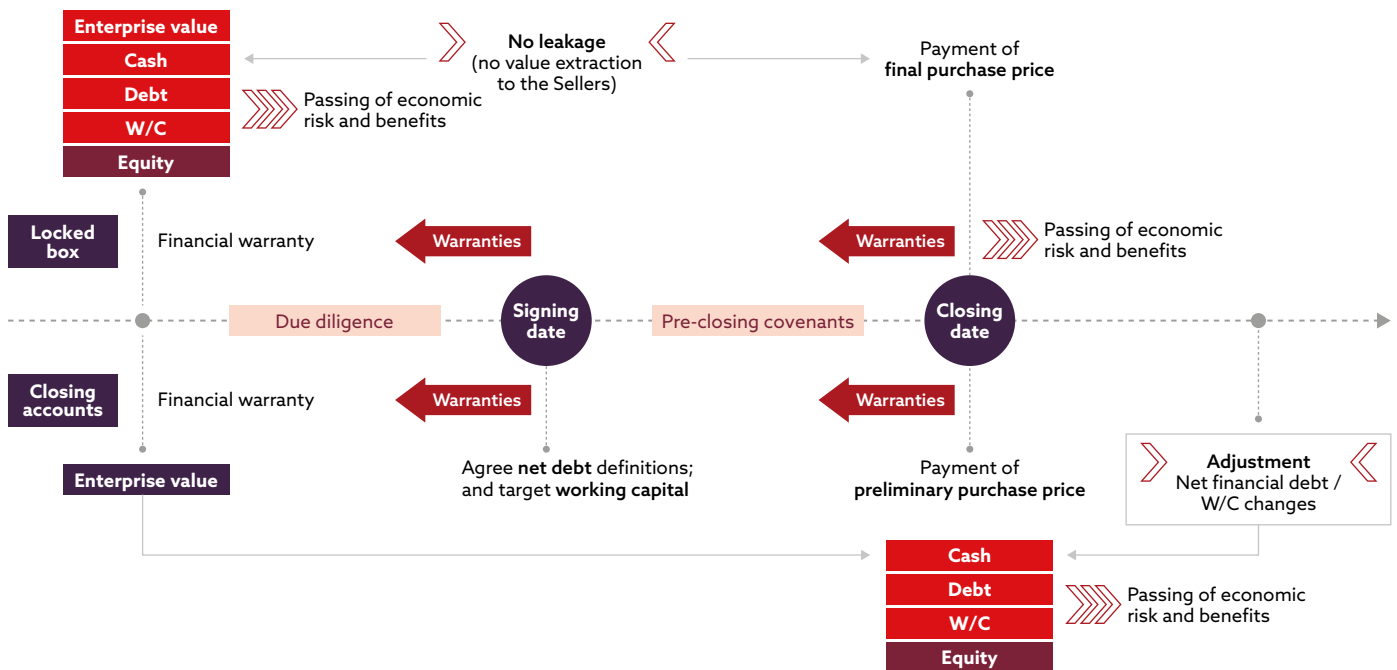 Enterprise value
Cash
Debt
W/C
Equity
Passing of economic
risk and benefits
No leakage
(no value extraction
to the Sellers)
Payment of
final purchase price
Locked
box
Financial warranty
Warranties
Warranties
Passing of economic
risk and benefits
Due diligence
Signing
date
Pre-closing covenants
Closing
date
Closing
accounts
Financial warranty
Warranties
Warranties
Enterprise value
Agree net debt definitions;
and target working capital
Payment of
preliminary purchase price
Adjustment
Net financial debt /
W/C changes
Cash
Debt
W/C
Equity
Passing of economic
risk and benefits